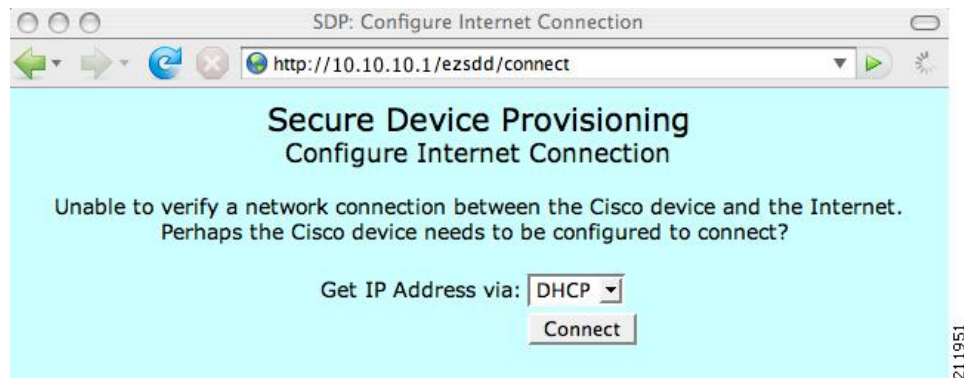 SDP: Configure Internet Connection
http://10.10.10.1/ezsdd/connect
Secure Device Provisioning
Configure Internet Connection
Unable to verify a network connection between the Cisco device and the Internet.
Perhaps the Cisco device needs to be configured to connect?
Get IP Address via: DHCP
Connect
211951